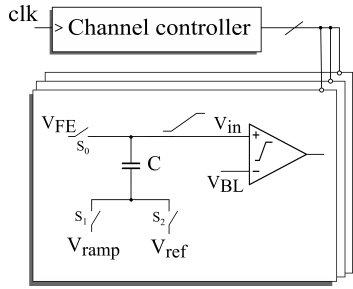 clk
> Channel controller
V_FE
S_0
V_in
+
C
V_BL
−
S_1
S_2
V_ramp
V_ref